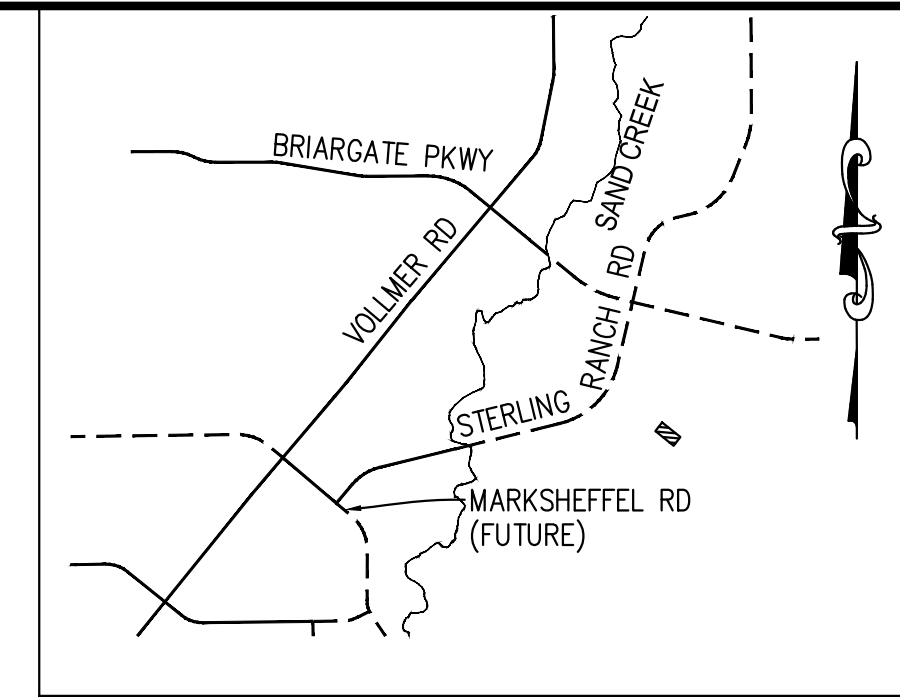 BRIARGATE PKWY
SAND CREEK
VOLLMER RD
STERLING RANCH RD
MARKSHEFFEL RD
(FUTURE)